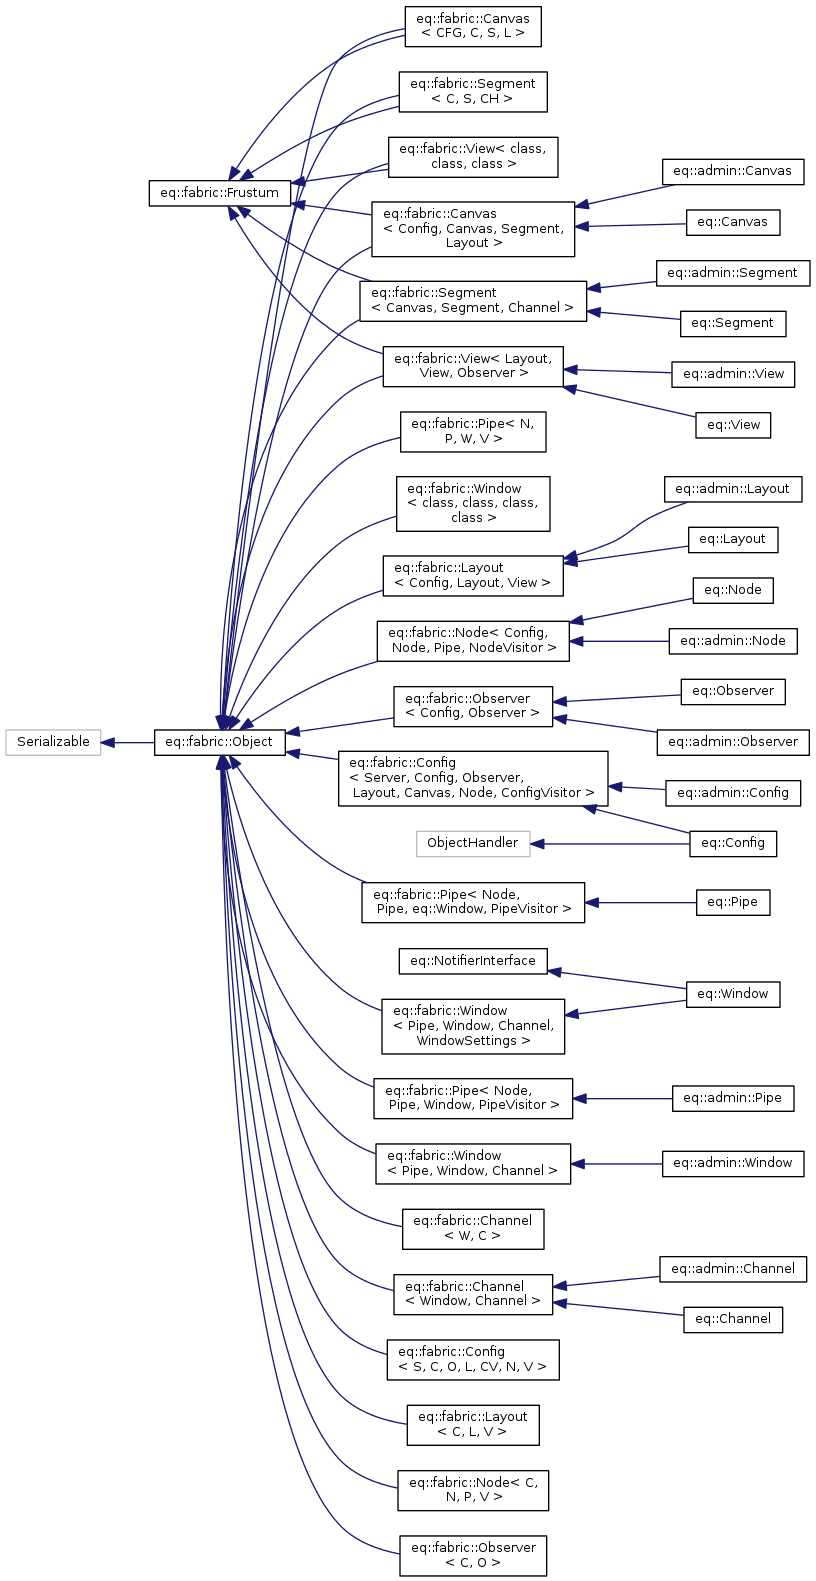 eq::fabric::Canvas
< CFG, C, S, L >
eq::fabric::Segment
< C, S, CH >
eq::fabric::View< class,
class, class >
eq::admin::Canvas
eq::fabric::Frustum
eq::fabric::Canvas
< Config, Canvas, Segment,
Layout >
eq::Canvas
eq::admin::Segment
eq::fabric::Segment
< Canvas, Segment, Channel >
eq::Segment
eq::fabric::View< Layout,
View, Observer >
eq::admin::View
eq::View
eq::fabric::Pipe< N,
P, W, V >
eq::fabric::Window
< class, class, class,
class >
eq::admin::Layout
eq::Layout
eq::fabric::Layout
< Config, Layout, View >
eq::Node
eq::fabric::Node< Config,
Node, Pipe, NodeVisitor >
eq::admin::Node
eq::fabric::Observer
< Config, Observer >
eq::Observer
Serializable
eq::fabric::Object
eq::admin::Observer
eq::fabric::Config
< Server, Config, Observer,
Layout, Canvas, Node, ConfigVisitor >
eq::admin::Config
ObjectHandler
eq::Config
eq::fabric::Pipe< Node,
Pipe, eq::Window, PipeVisitor >
eq::Pipe
eq::NotifierInterface
eq::Window
eq::fabric::Window
< Pipe, Window, Channel,
WindowSettings >
eq::fabric::Pipe< Node,
Pipe, Window, PipeVisitor >
eq::admin::Pipe
eq::fabric::Window
< Pipe, Window, Channel >
eq::admin::Window
eq::fabric::Channel
< W, C >
eq::admin::Channel
eq::fabric::Channel
< Window, Channel >
eq::Channel
eq::fabric::Config
< S, C, O, L, CV, N, V >
eq::fabric::Layout
< C, L, V >
eq::fabric::Node< C,
N, P, V >
eq::fabric::Observer
< C, O >